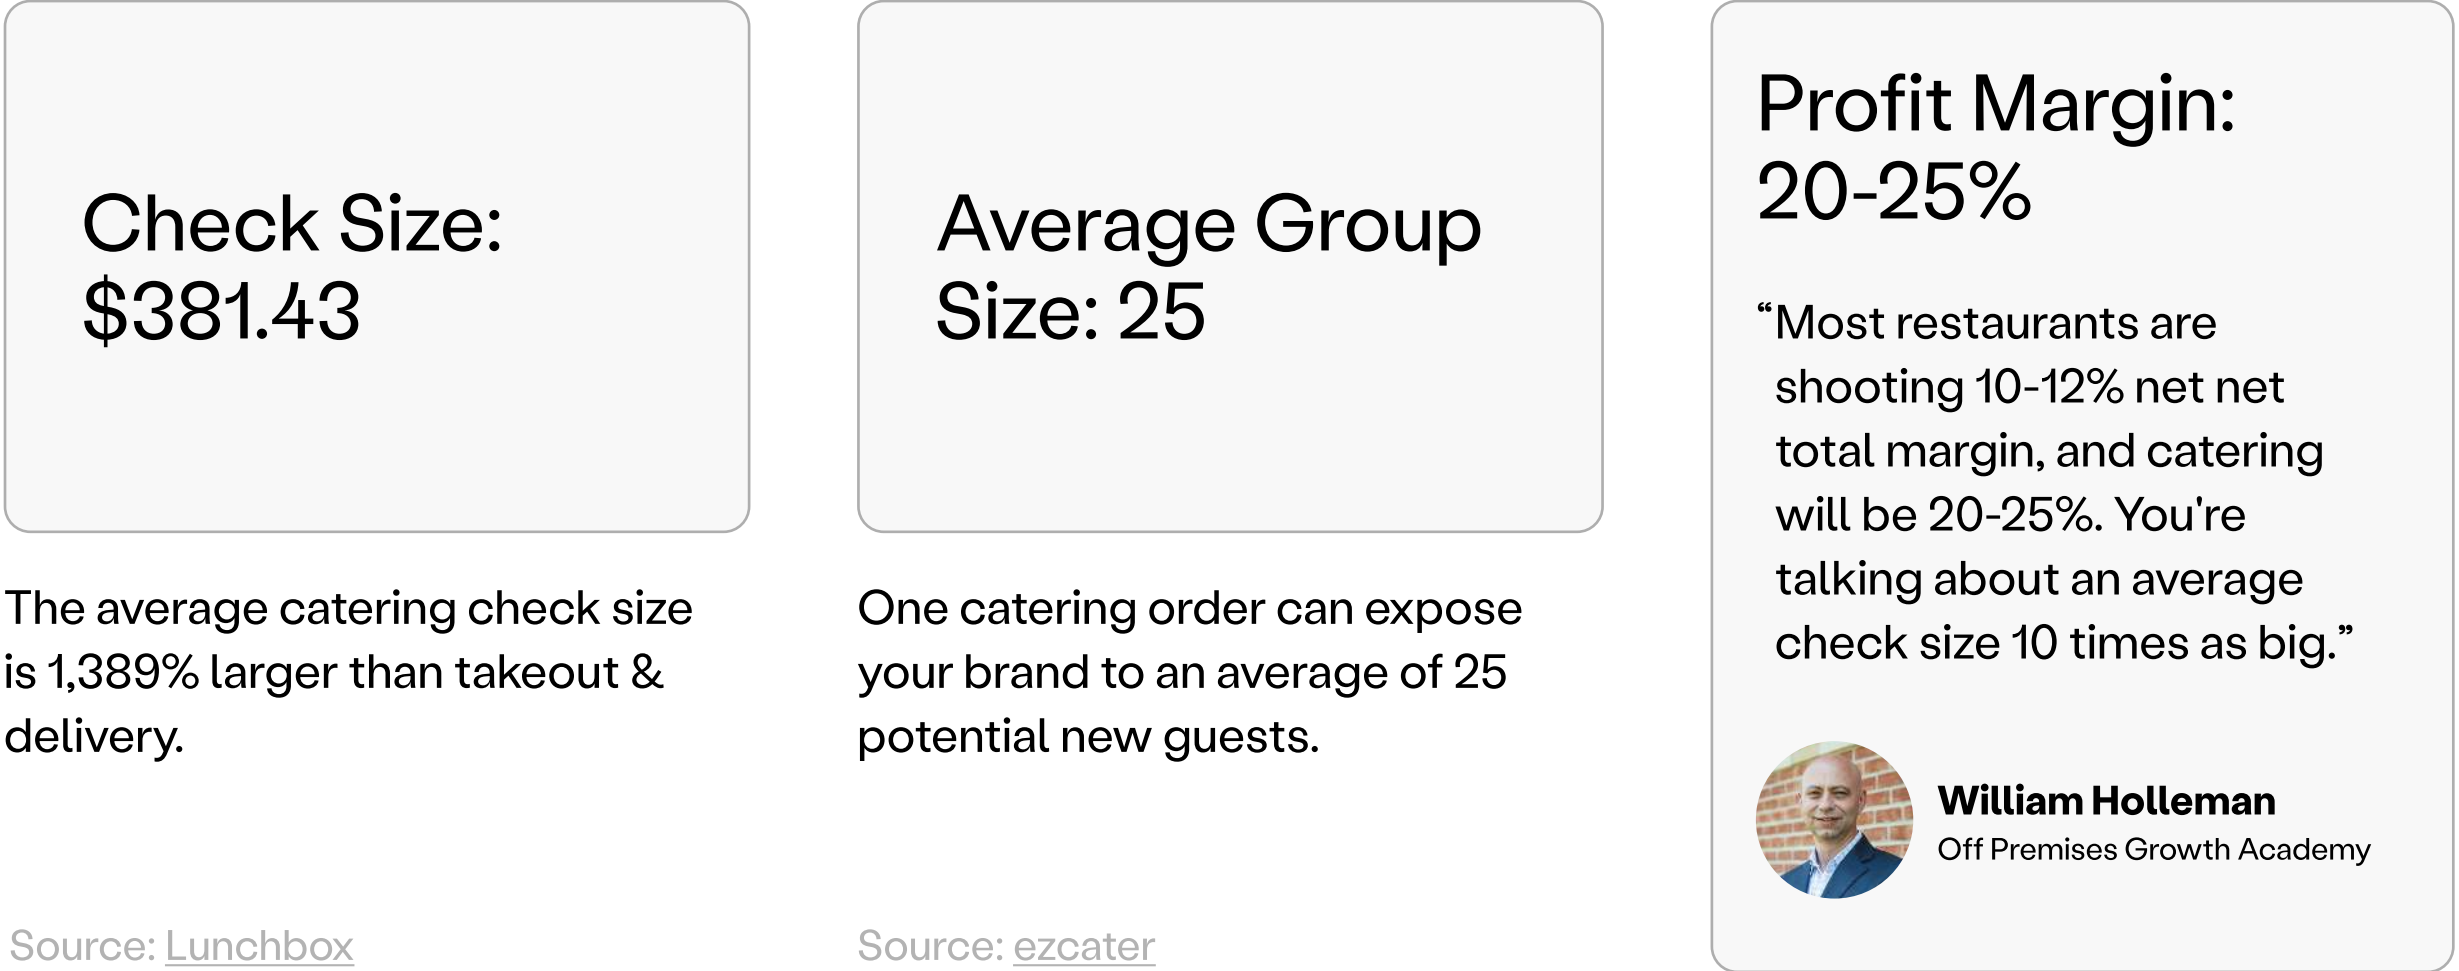 Check Size:
$381.43
The average catering check size
is 1,389% larger than takeout &
delivery.
Source: Lunchbox
Average Group
Size: 25
One catering order can expose
your brand to an average of 25
potential new guests.
Source: ezcater
Profit Margin:
20-25%
“Most restaurants are
shooting 10-12% net net
total margin, and catering
will be 20-25%. You're
talking about an average
check size 10 times as big.”
William Holleman
Off Premises Growth Academy